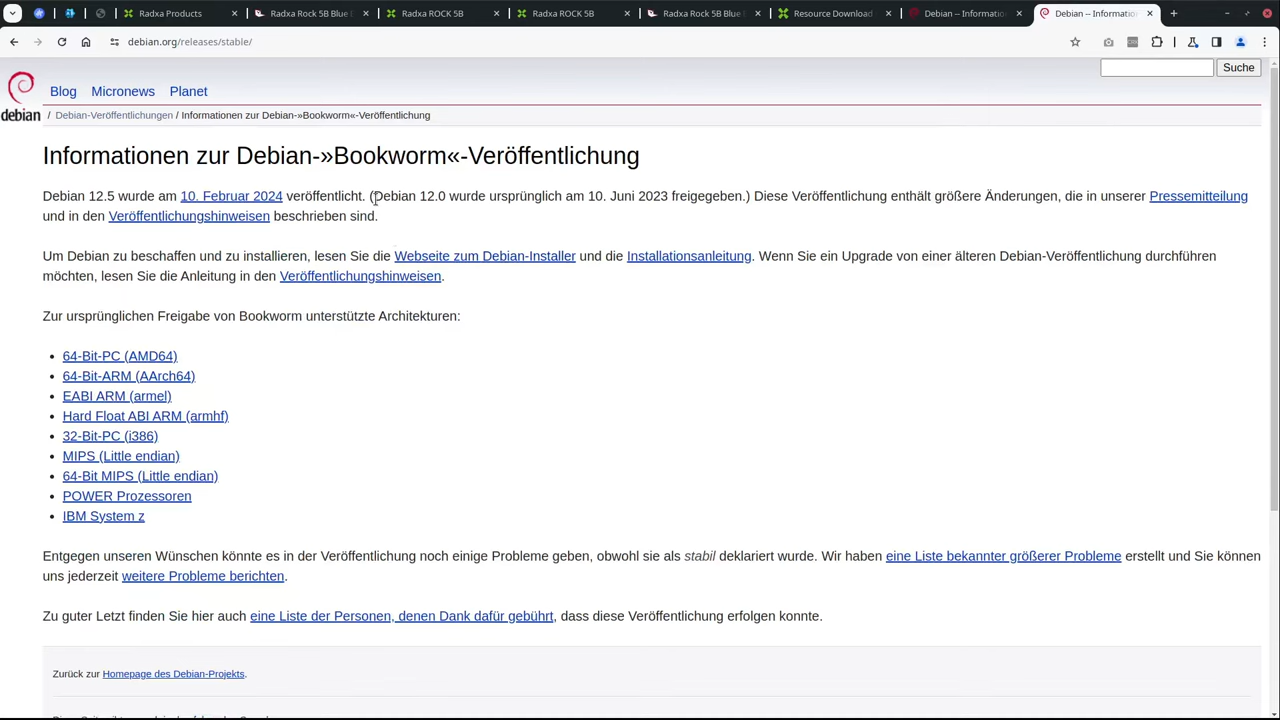 Radxa Products
Radxa Rock 5B Blue
Radxa ROCK 5B
Radxa ROCK 5B
Radxa Rock 5B Blue
Resource Download
Debian -- Informatio
Debian -- Informatio
debian.org/releases/stable/
Suche
debian
Blog Micronews Planet
/ Debian-Veröffentlichungen / Informationen zur Debian-»Bookworm«-Veröffentlichung
Informationen zur Debian-»Bookworm«-Veröffentlichung
Debian 12.5 wurde am 10. Februar 2024 veröffentlicht. (Debian 12.0 wurde ursprünglich am 10. Juni 2023 freigegeben.) Diese Veröffentlichung enthält größere Änderungen, die in unserer Pressemitteilung
und in den Veröffentlichungshinweisen beschrieben sind.
Um Debian zu beschaffen und zu installieren, lesen Sie die Webseite zum Debian-Installer und die Installationsanleitung. Wenn Sie ein Upgrade von einer älteren Debian-Veröffentlichung durchführen
möchten, lesen Sie die Anleitung in den Veröffentlichungshinweisen.
Zur ursprünglichen Freigabe von Bookworm unterstützte Architekturen:
• 64-Bit-PC (AMD64)
• 64-Bit-ARM (AArch64)
• EABI ARM (armel)
• Hard Float ABI ARM (armhf)
• 32-Bit-PC (i386)
• MIPS (Little endian)
• 64-Bit MIPS (Little endian)
• POWER Prozessoren
• IBM System z
Entgegen unseren Wünschen könnte es in der Veröffentlichung noch einige Probleme geben, obwohl sie als stabil deklariert wurde. Wir haben eine Liste bekannter größerer Probleme erstellt und Sie können
uns jederzeit weitere Probleme berichten.
Zu guter Letzt finden Sie hier auch eine Liste der Personen, denen Dank dafür gebührt, dass diese Veröffentlichung erfolgen konnte.
Zurück zur Homepage des Debian-Projekts.